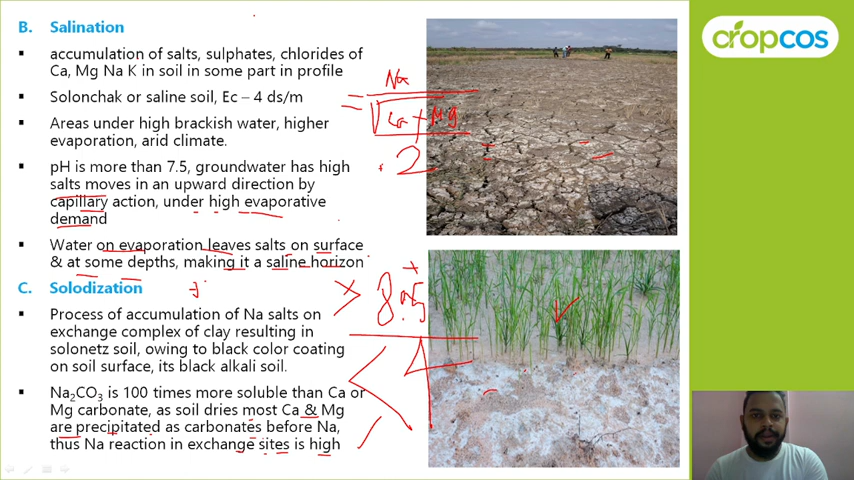 B. Salination
cropcos
▪ accumulation of salts, sulphates, chlorides of
Ca, Mg Na K in soil in some part in profile
Na
▪ Solonchak or saline soil, Ec – 4 ds/m
= √Ca + Mg
▪ Areas under high brackish water, higher
evaporation, arid climate.
2
▪ pH is more than 7.5, groundwater has high
salts moves in an upward direction by
capillary action, under high evaporative
demand
▪ Water on evaporation leaves salts on surface
& at some depths, making it a saline horizon
C. Solodization
> 8.5
▪ Process of accumulation of Na salts on
exchange complex of clay resulting in
solonetz soil, owing to black color coating
on soil surface, its black alkali soil.
< 4
▪ Na₂CO₃ is 100 times more soluble than Ca or
Mg carbonate, as soil dries most Ca & Mg
are precipitated as carbonates before Na,
thus Na reaction in exchange sites is high